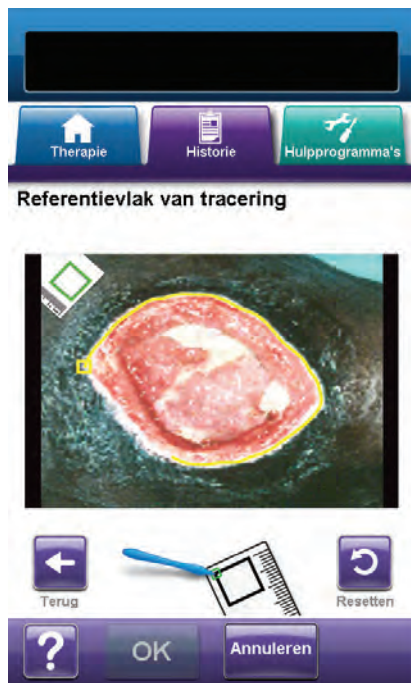 Therapie
Historie
Hulpprogramma's
Referentievlak van tracering
Terug
Resetten
?
OK
Annuleren